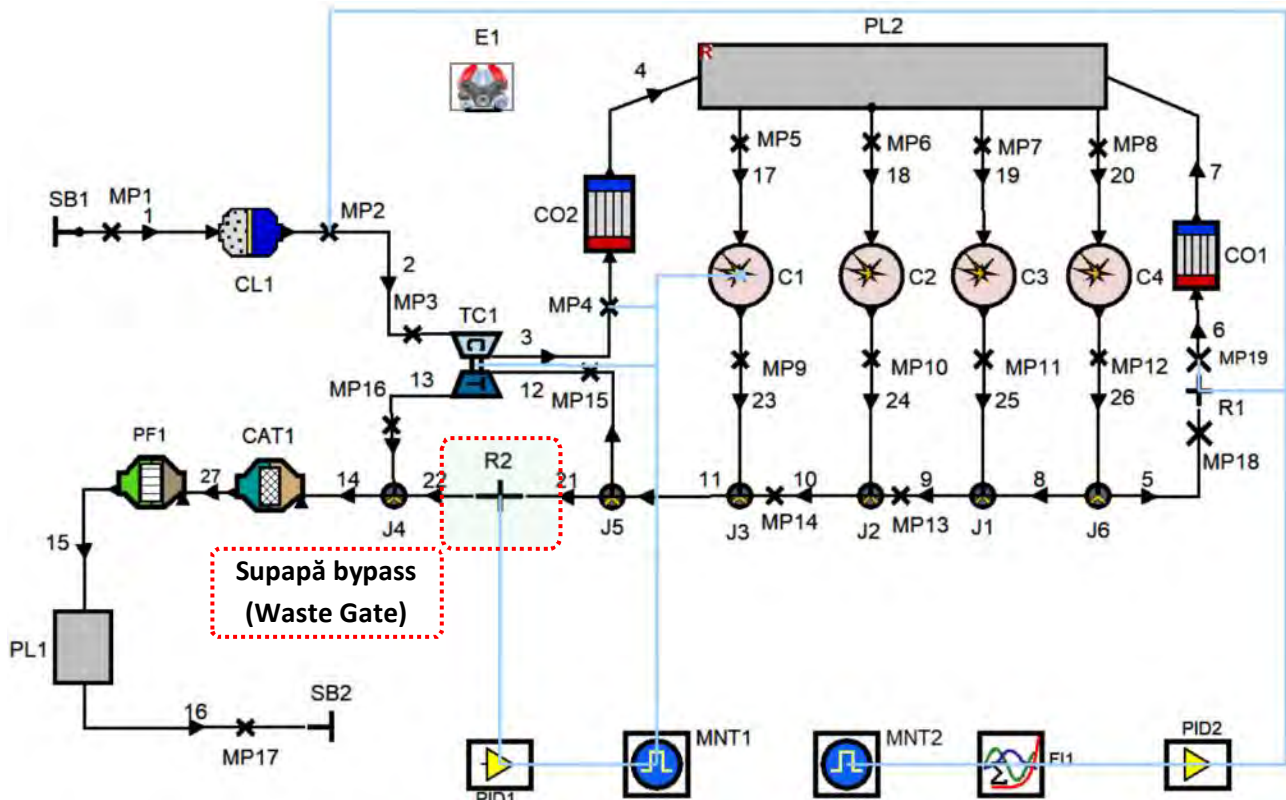 E1
PL2
R
4
MP5
MP6
MP7
MP8
17
18
19
20
7
SB1
MP1
1
CL1
MP2
2
MP3
CO2
C1
C2
C3
C4
CO1
TC1
C
T
3
MP4
6
MP19
MP16
13
12
MP15
MP9
MP10
MP11
MP12
23
24
25
26
R1
MP18
PF1
CAT1
27
14
J4
22
R2
21
J5
11
J3
MP14
10
J2
MP13
9
J1
8
J6
5
15
Supapă bypass
(Waste Gate)
PL1
16
MP17
SB2
PID1
MNT1
MNT2
FI1
PID2